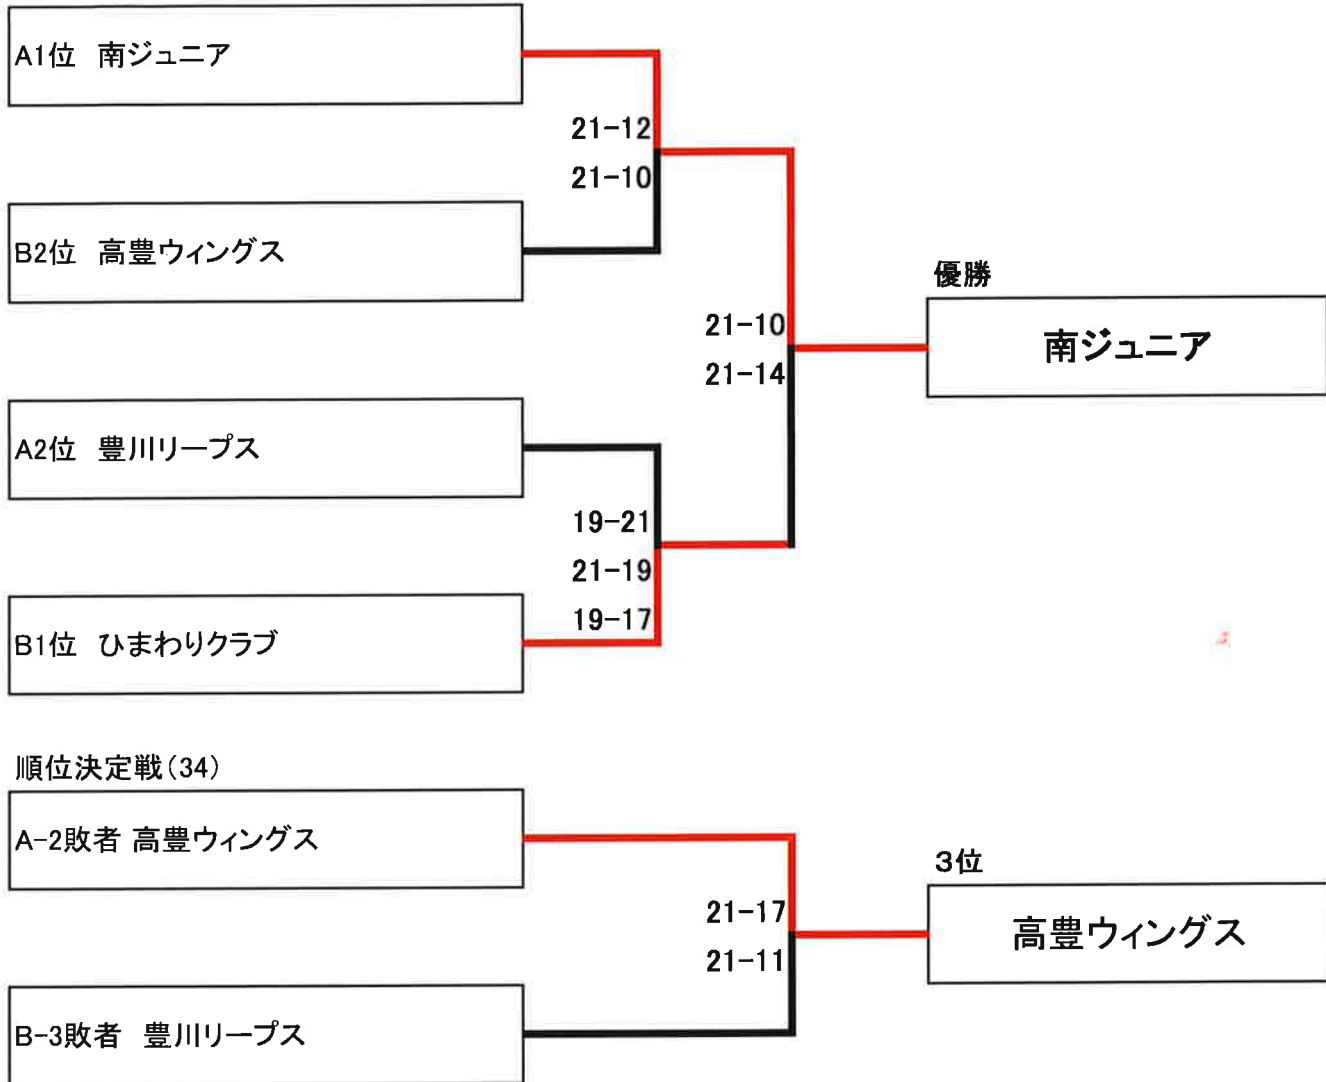 A1位 南ジュニア
21-12
21-10
B2位 高豊ウィングス
優勝
21-10
南ジュニア
21-14
A2位 豊川リープス
19-21
21-19
19-17
B1位 ひまわりクラブ
順位決定戦(34)
A-2敗者 高豊ウィングス
3位
21-17
高豊ウィングス
21-11
B-3敗者 豊川リープス